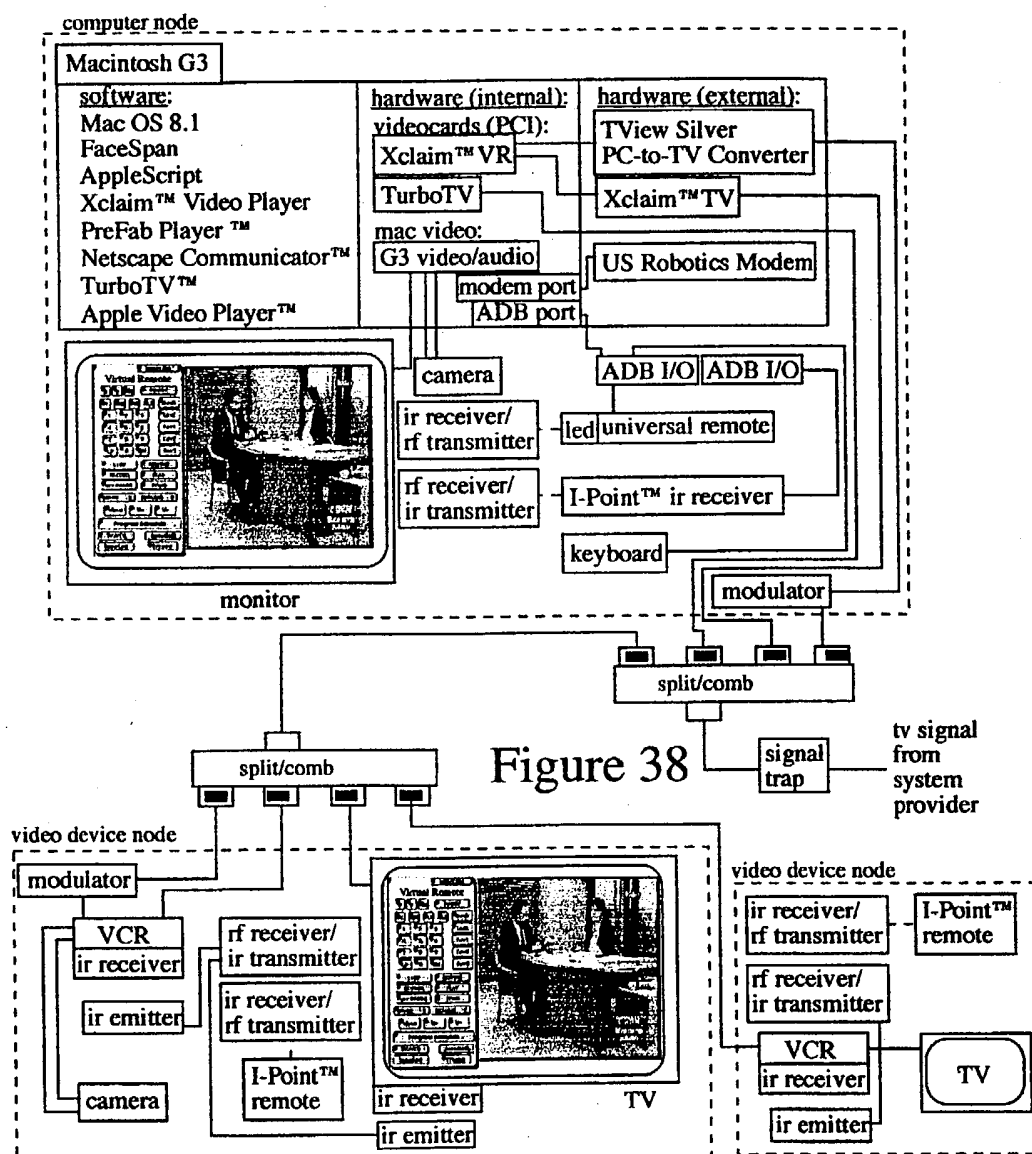 computer node
Macintosh G3
software:
Mac OS 8.1
FaceSpan
AppleScript
Xclaim™ Video Player
PreFab Player ™
Netscape Communicator™
TurboTV™
Apple Video Player™
hardware (internal):
videocards (PCI):
Xclaim™ VR
TurboTV
mac video:
G3 video/audio
modem port
ADB port
hardware (external):
TView Silver
PC-to-TV Converter
Xclaim™ TV
US Robotics Modem
camera
ADB I/O
ADB I/O
ir receiver/
rf transmitter
led
universal remote
rf receiver/
ir transmitter
I-Point™ ir receiver
keyboard
Virtual Remote
monitor
modulator
split/comb
signal
trap
tv signal
from
system
provider
split/comb
Figure 38
video device node
modulator
VCR
ir receiver
ir emitter
camera
rf receiver/
ir transmitter
ir receiver/
rf transmitter
I-Point™
remote
Virtual Remote
TV
ir receiver
ir emitter
video device node
ir receiver/
rf transmitter
I-Point™
remote
rf receiver/
ir transmitter
VCR
ir receiver
ir emitter
TV